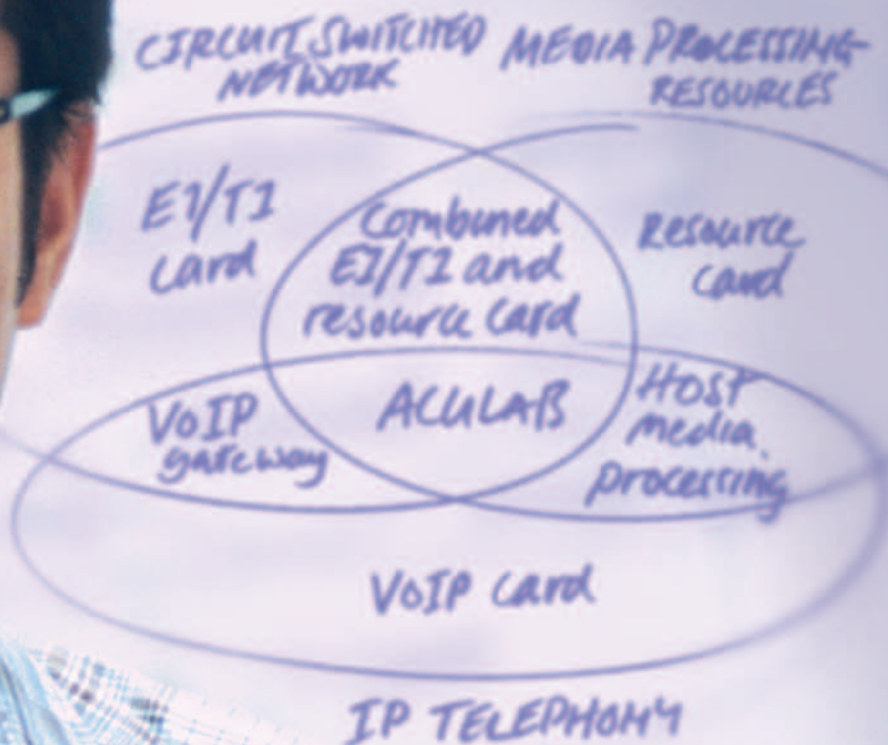 CIRCUIT SWITCHED
NETWORK
MEDIA PROCESSING
RESOURCES
E1/T1
card
Combined
E1/T1 and
resource card
Resource
card
VoIP
gateway
ACULAB
HOST
media
processing
VoIP card
IP TELEPHONY